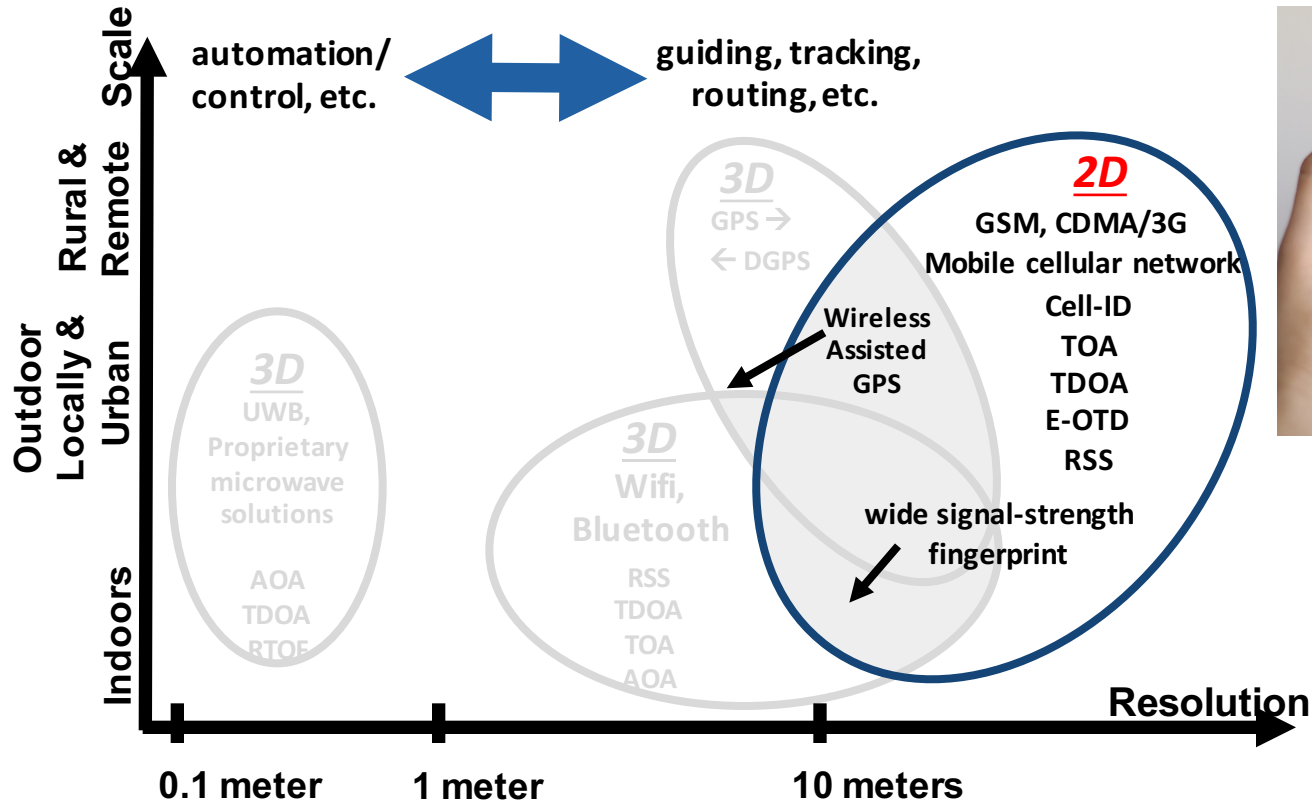 Scale
Rural &
Remote
Outdoor
Locally &
Urban
Indoors
automation/
control, etc.
guiding, tracking,
routing, etc.
3D
GPS →
← DGPS
2D
GSM, CDMA/3G
Mobile cellular network
Cell-ID
TOA
TDOA
E-OTD
RSS
Wireless
Assisted
GPS
wide signal-strength
fingerprint
3D
UWB,
Proprietary
microwave
solutions
AOA
TDOA
RTOF
3D
Wifi,
Bluetooth
RSS
TDOA
TOA
AOA
Resolution
0.1 meter
1 meter
10 meters